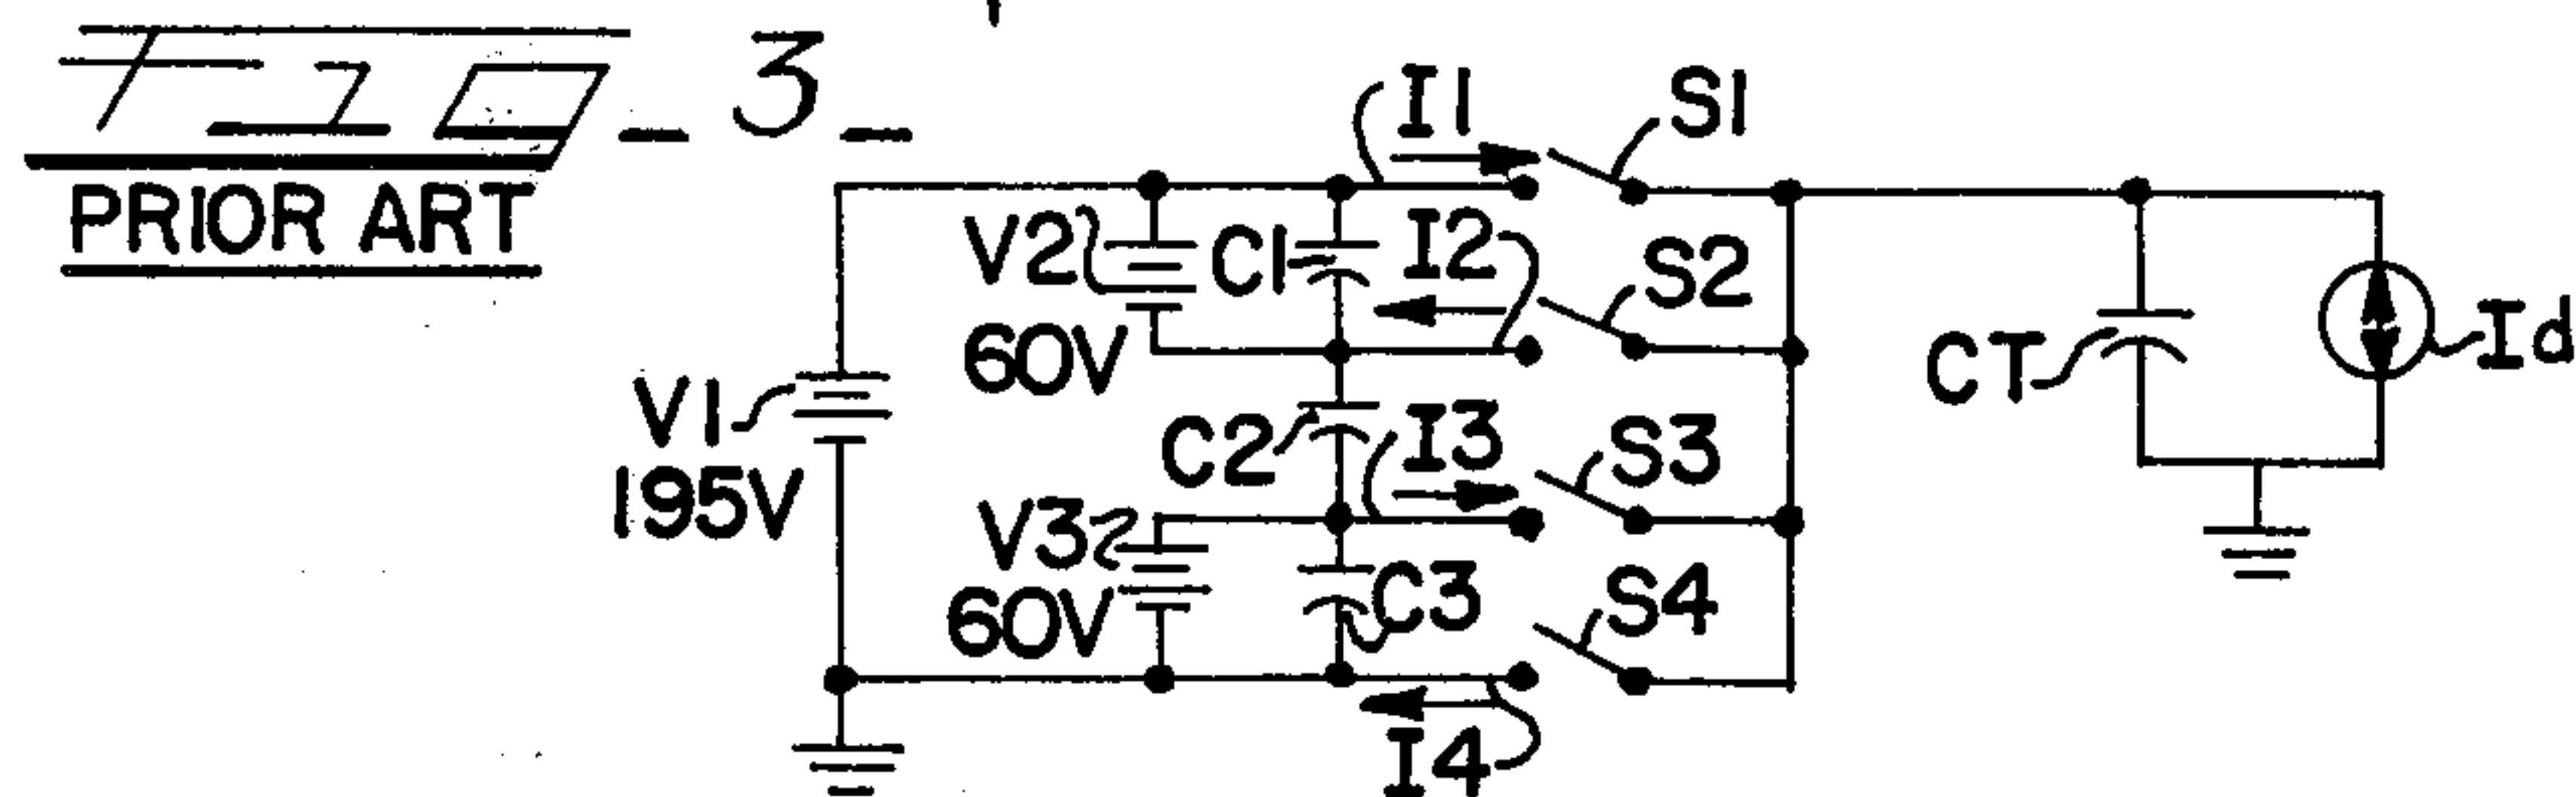 FIG_3_
PRIOR ART
I1
S1
V2
C1
I2
S2
60V
V1
195V
C2
I3
S3
CT
Id
V3
60V
C3
S4
I4